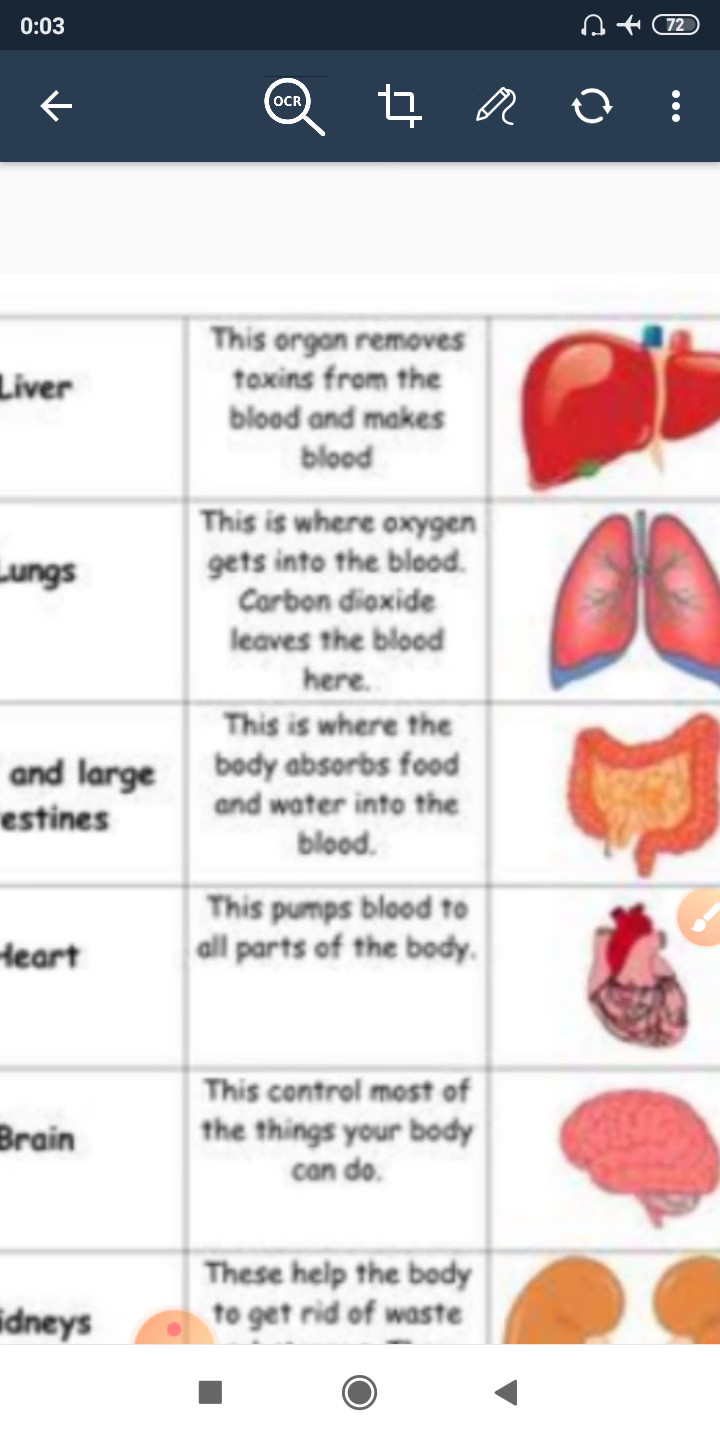 0:03
72
OCR
Liver
This organ removes
toxins from the
blood and makes
blood
Lungs
This is where oxygen
gets into the blood.
Carbon dioxide
leaves the blood
here.
and large
estines
This is where the
body absorbs food
and water into the
blood.
Heart
This pumps blood to
all parts of the body.
Brain
This control most of
the things your body
can do.
idneys
These help the body
to get rid of waste